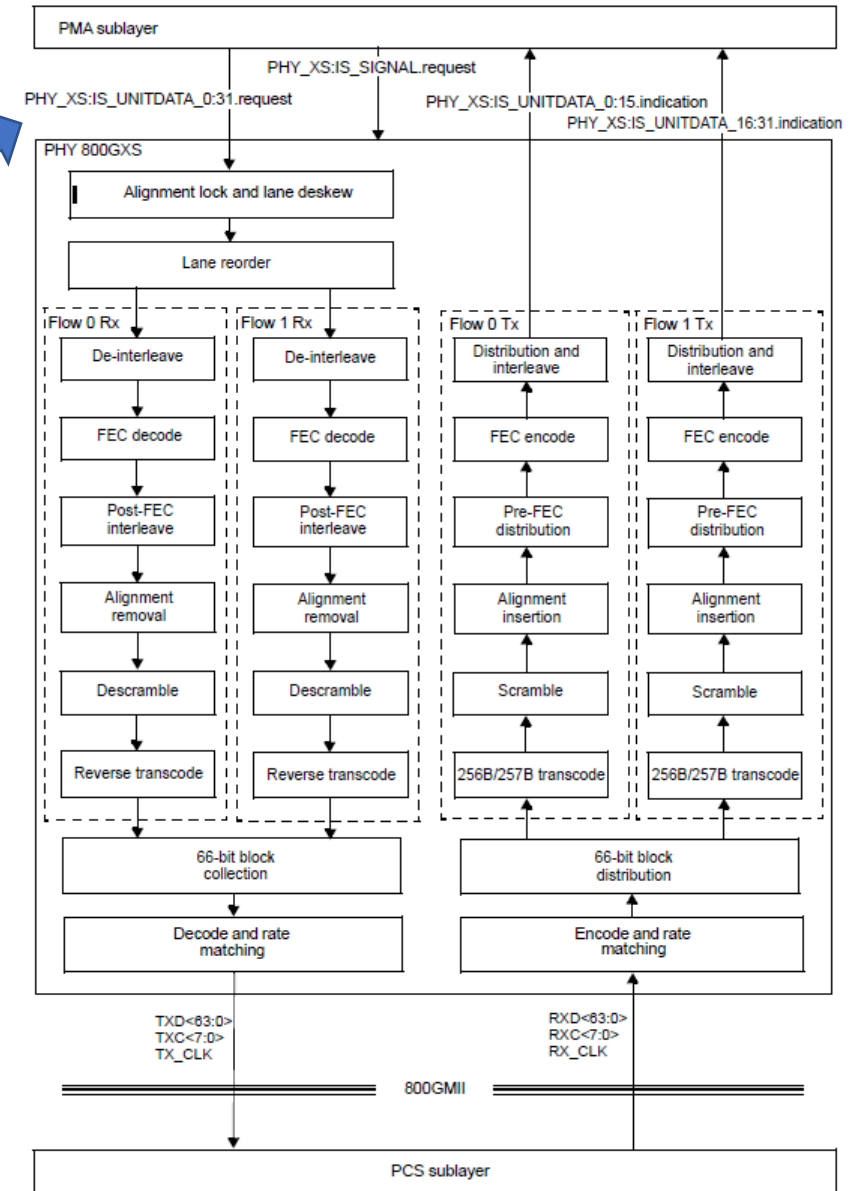 PMA sublayer
PHY_XS:IS_SIGNAL.request
PHY_XS:IS_UNITDATA_0:31.request
PHY_XS:IS_UNITDATA_0:15.indication
PHY_XS:IS_UNITDATA_16:31.indication
PHY 800GXS
Alignment lock and lane deskew
Lane reorder
Flow 0 Rx
De-interleave
FEC decode
Post-FEC
interleave
Alignment
removal
Descramble
Reverse transcode
Flow 1 Rx
De-interleave
FEC decode
Post-FEC
interleave
Alignment
removal
Descramble
Reverse transcode
66-bit block
collection
Decode and rate
matching
Flow 0 Tx
Distribution and
interleave
FEC encode
Pre-FEC
distribution
Alignment
insertion
Scramble
256B/257B transcode
Flow 1 Tx
Distribution and
interleave
FEC encode
Pre-FEC
distribution
Alignment
insertion
Scramble
256B/257B transcode
66-bit block
distribution
Encode and rate
matching
TXD<63:0>
TXC<7:0>
TX_CLK
RXD<63:0>
RXC<7:0>
RX_CLK
800GMII
PCS sublayer